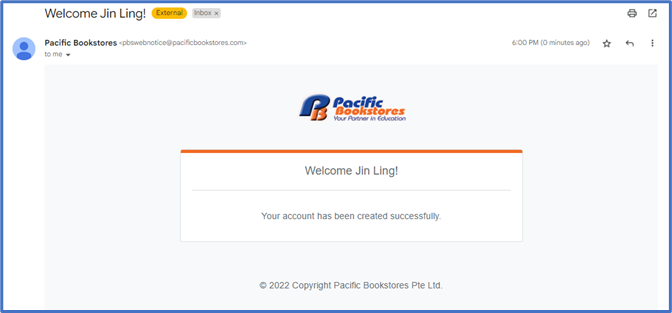 Welcome Jin Ling! External Inbox ×
Pacific Bookstores <pbswebnotice@pacificbookstores.com> 6:00 PM (0 minutes ago)
to me
PB Pacific
Bookstores
Your Partner in Education
Welcome Jin Ling!
Your account has been created successfully.
© 2022 Copyright Pacific Bookstores Pte Ltd.